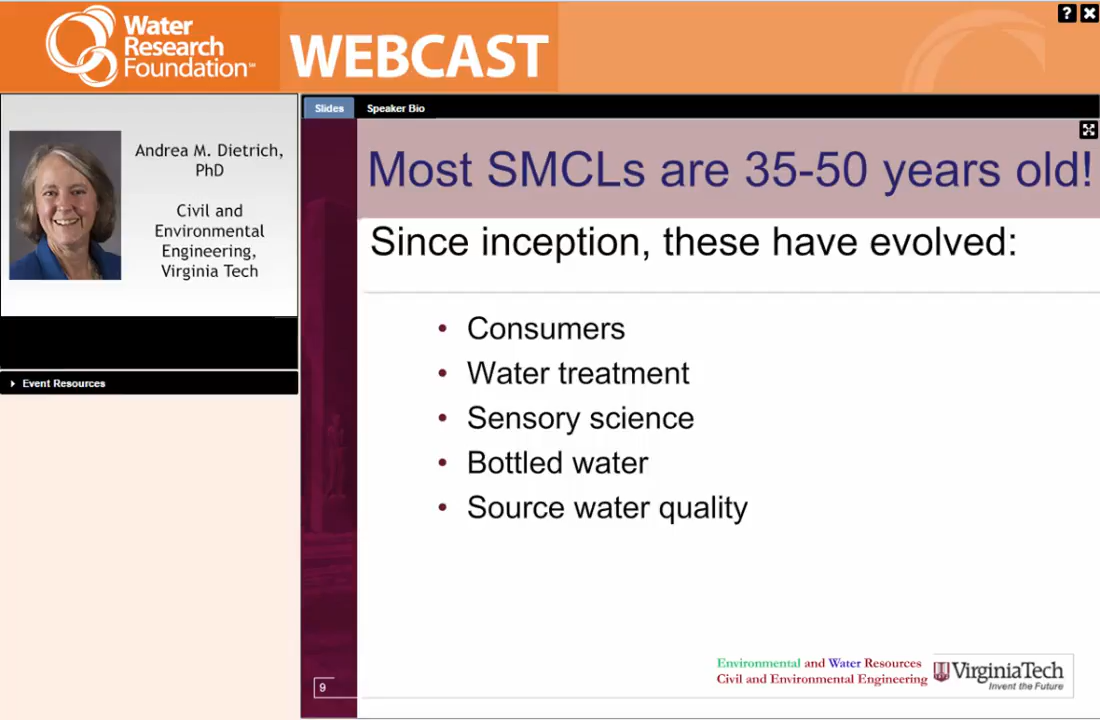 Water
Research
Foundation℠
WEBCAST
?
Andrea M. Dietrich,
PhD
Civil and
Environmental
Engineering,
Virginia Tech
Event Resources
Slides
Speaker Bio
Most SMCLs are 35-50 years old!
Since inception, these have evolved:
• Consumers
• Water treatment
• Sensory science
• Bottled water
• Source water quality
Environmental and Water Resources
Civil and Environmental Engineering
VirginiaTech
Invent the Future
9